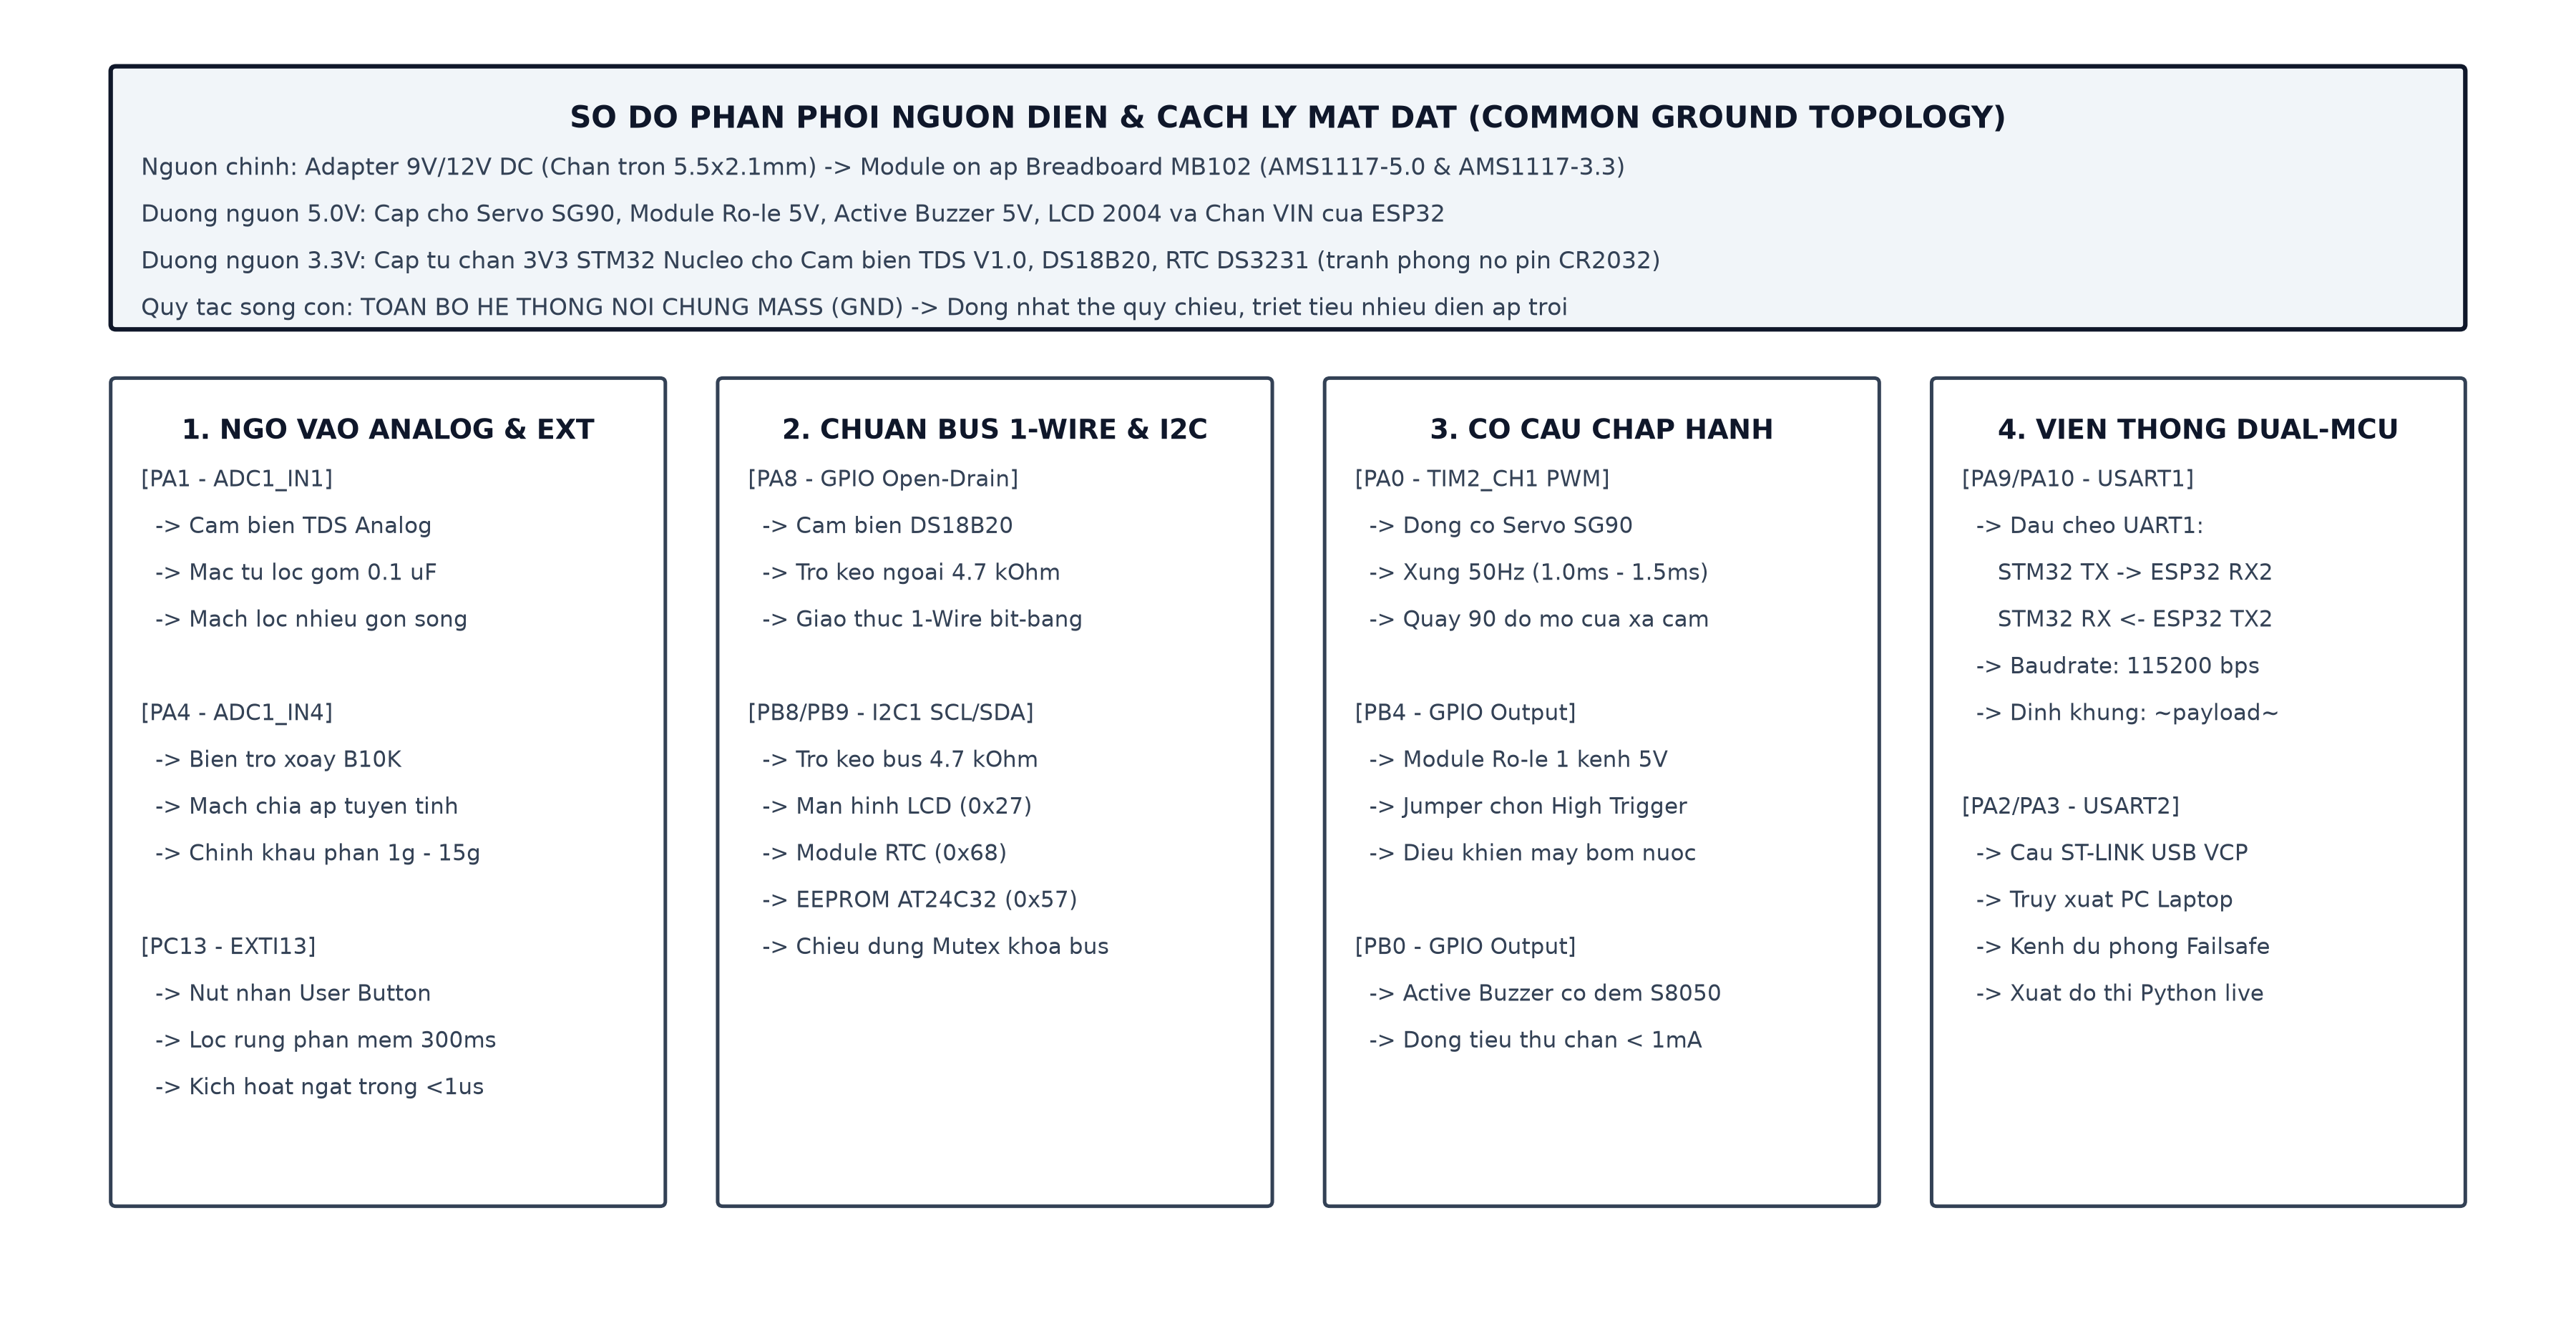 SO DO PHAN PHOI NGUON DIEN & CACH LY MAT DAT (COMMON GROUND TOPOLOGY)
Nguon chinh: Adapter 9V/12V DC (Chan tron 5.5x2.1mm) -> Module on ap Breadboard MB102 (AMS1117-5.0 & AMS1117-3.3)
Duong nguon 5.0V: Cap cho Servo SG90, Module Ro-le 5V, Active Buzzer 5V, LCD 2004 va Chan VIN cua ESP32
Duong nguon 3.3V: Cap tu chan 3V3 STM32 Nucleo cho Cam bien TDS V1.0, DS18B20, RTC DS3231 (tranh phong no pin CR2032)
Quy tac song con: TOAN BO HE THONG NOI CHUNG MASS (GND) -> Dong nhat the quy chieu, triet tieu nhieu dien ap troi
1. NGO VAO ANALOG & EXT
[PA1 - ADC1_IN1]
-> Cam bien TDS Analog
-> Mac tu loc gom 0.1 uF
-> Mach loc nhieu gon song
[PA4 - ADC1_IN4]
-> Bien tro xoay B10K
-> Mach chia ap tuyen tinh
-> Chinh khau phan 1g - 15g
[PC13 - EXTI13]
-> Nut nhan User Button
-> Loc rung phan mem 300ms
-> Kich hoat ngat trong <1us
2. CHUAN BUS 1-WIRE & I2C
[PA8 - GPIO Open-Drain]
-> Cam bien DS18B20
-> Tro keo ngoai 4.7 kOhm
-> Giao thuc 1-Wire bit-bang
[PB8/PB9 - I2C1 SCL/SDA]
-> Tro keo bus 4.7 kOhm
-> Man hinh LCD (0x27)
-> Module RTC (0x68)
-> EEPROM AT24C32 (0x57)
-> Chieu dung Mutex khoa bus
3. CO CAU CHAP HANH
[PA0 - TIM2_CH1 PWM]
-> Dong co Servo SG90
-> Xung 50Hz (1.0ms - 1.5ms)
-> Quay 90 do mo cua xa cam
[PB4 - GPIO Output]
-> Module Ro-le 1 kenh 5V
-> Jumper chon High Trigger
-> Dieu khien may bom nuoc
[PB0 - GPIO Output]
-> Active Buzzer co dem S8050
-> Dong tieu thu chan < 1mA
4. VIEN THONG DUAL-MCU
[PA9/PA10 - USART1]
-> Dau cheo UART1:
STM32 TX -> ESP32 RX2
STM32 RX <- ESP32 TX2
-> Baudrate: 115200 bps
-> Dinh khung: ~payload~
[PA2/PA3 - USART2]
-> Cau ST-LINK USB VCP
-> Truy xuat PC Laptop
-> Kenh du phong Failsafe
-> Xuat do thi Python live